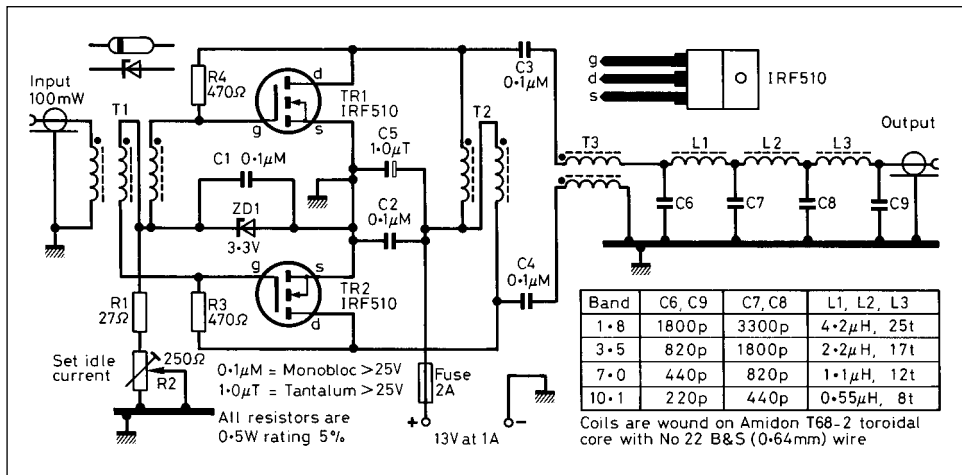 Input
100mW
T1
R4
470Ω
d
TR1
IRF510
g
s
C5
1·0μT
C1 0·1μM
ZD1
3·3V
C2
0·1μM
g
s
TR2
IRF510
d
R1
27Ω
R3
470Ω
Set idle
current
250Ω
R2
0·1μM = Monobloc >25V
1·0μT = Tantalum >25V
All resistors are
0·5W rating 5%
Fuse
2A
+
−
13V at 1A
T2
C3
0·1μM
C4
0·1μM
g
d
s
IRF510
Output
T3
L1
L2
L3
C6
C7
C8
C9
Band C6, C9 C7, C8 L1, L2, L3
1·8 1800p 3300p 4·2μH, 25t
3·5 820p 1800p 2·2μH, 17t
7·0 440p 820p 1·1μH, 12t
10·1 220p 440p 0·55μH, 8t
Coils are wound on Amidon T68-2 toroidal
core with No 22 B&S (0·64mm) wire